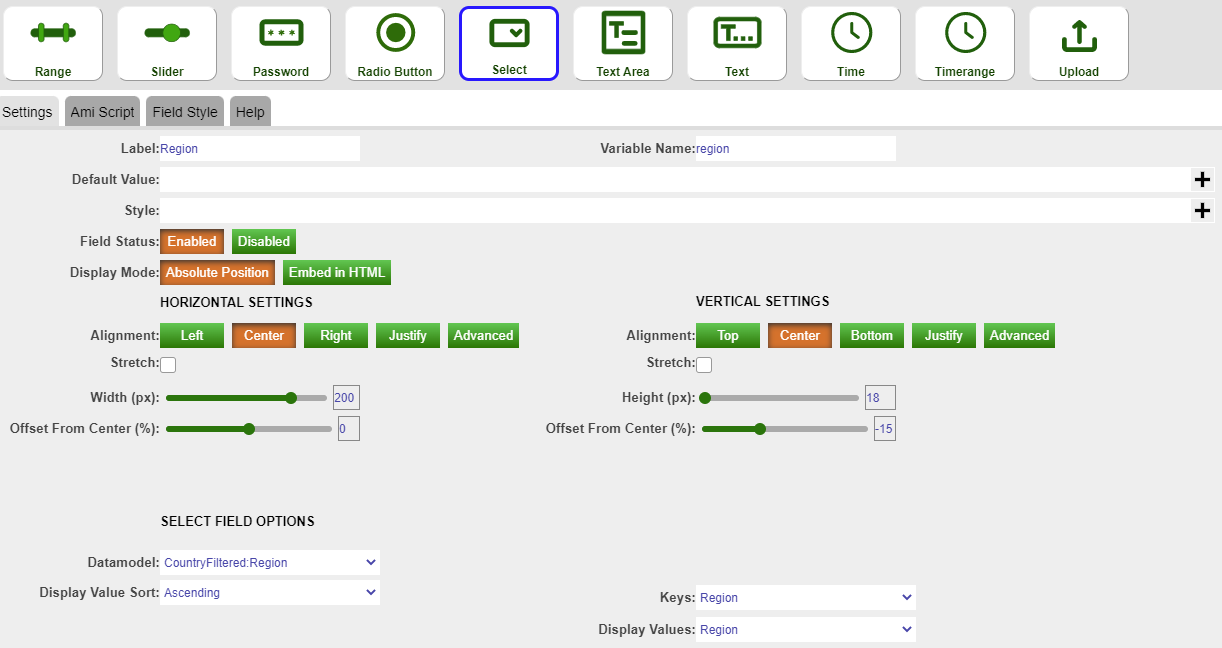 Range Slider Password Radio Button Select Text Area Text Time Timerange Upload
Settings Ami Script Field Style Help
Label: Region Variable Name: region
Default Value:
Style:
Field Status: Enabled Disabled
Display Mode: Absolute Position Embed in HTML
HORIZONTAL SETTINGS VERTICAL SETTINGS
Alignment: Left Center Right Justify Advanced Alignment: Top Center Bottom Justify Advanced
Stretch: Stretch:
Width (px): 200 Height (px): 18
Offset From Center (%): 0 Offset From Center (%): -15
SELECT FIELD OPTIONS
Datamodel: CountryFiltered:Region
Display Value Sort: Ascending
Keys: Region
Display Values: Region